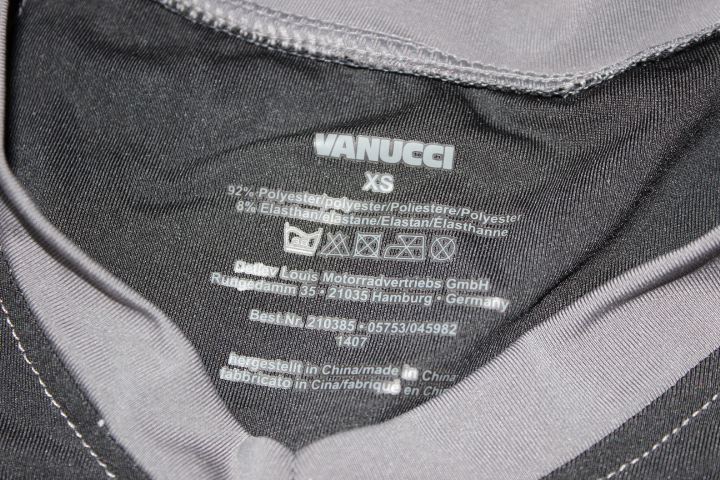 VANUCCI
XS
92% Polyester/polyester/Poliestere/Polyester
8% Elasthan/elastane/Elastan/Elasthanne
Detlev Louis Motorradvertriebs GmbH
Rungedamm 35 • 21035 Hamburg • Germany
Best.Nr. 210385 • 05753/045982
1407
hergestellt in China/made in China
fabbricato in Cina/fabriqué en